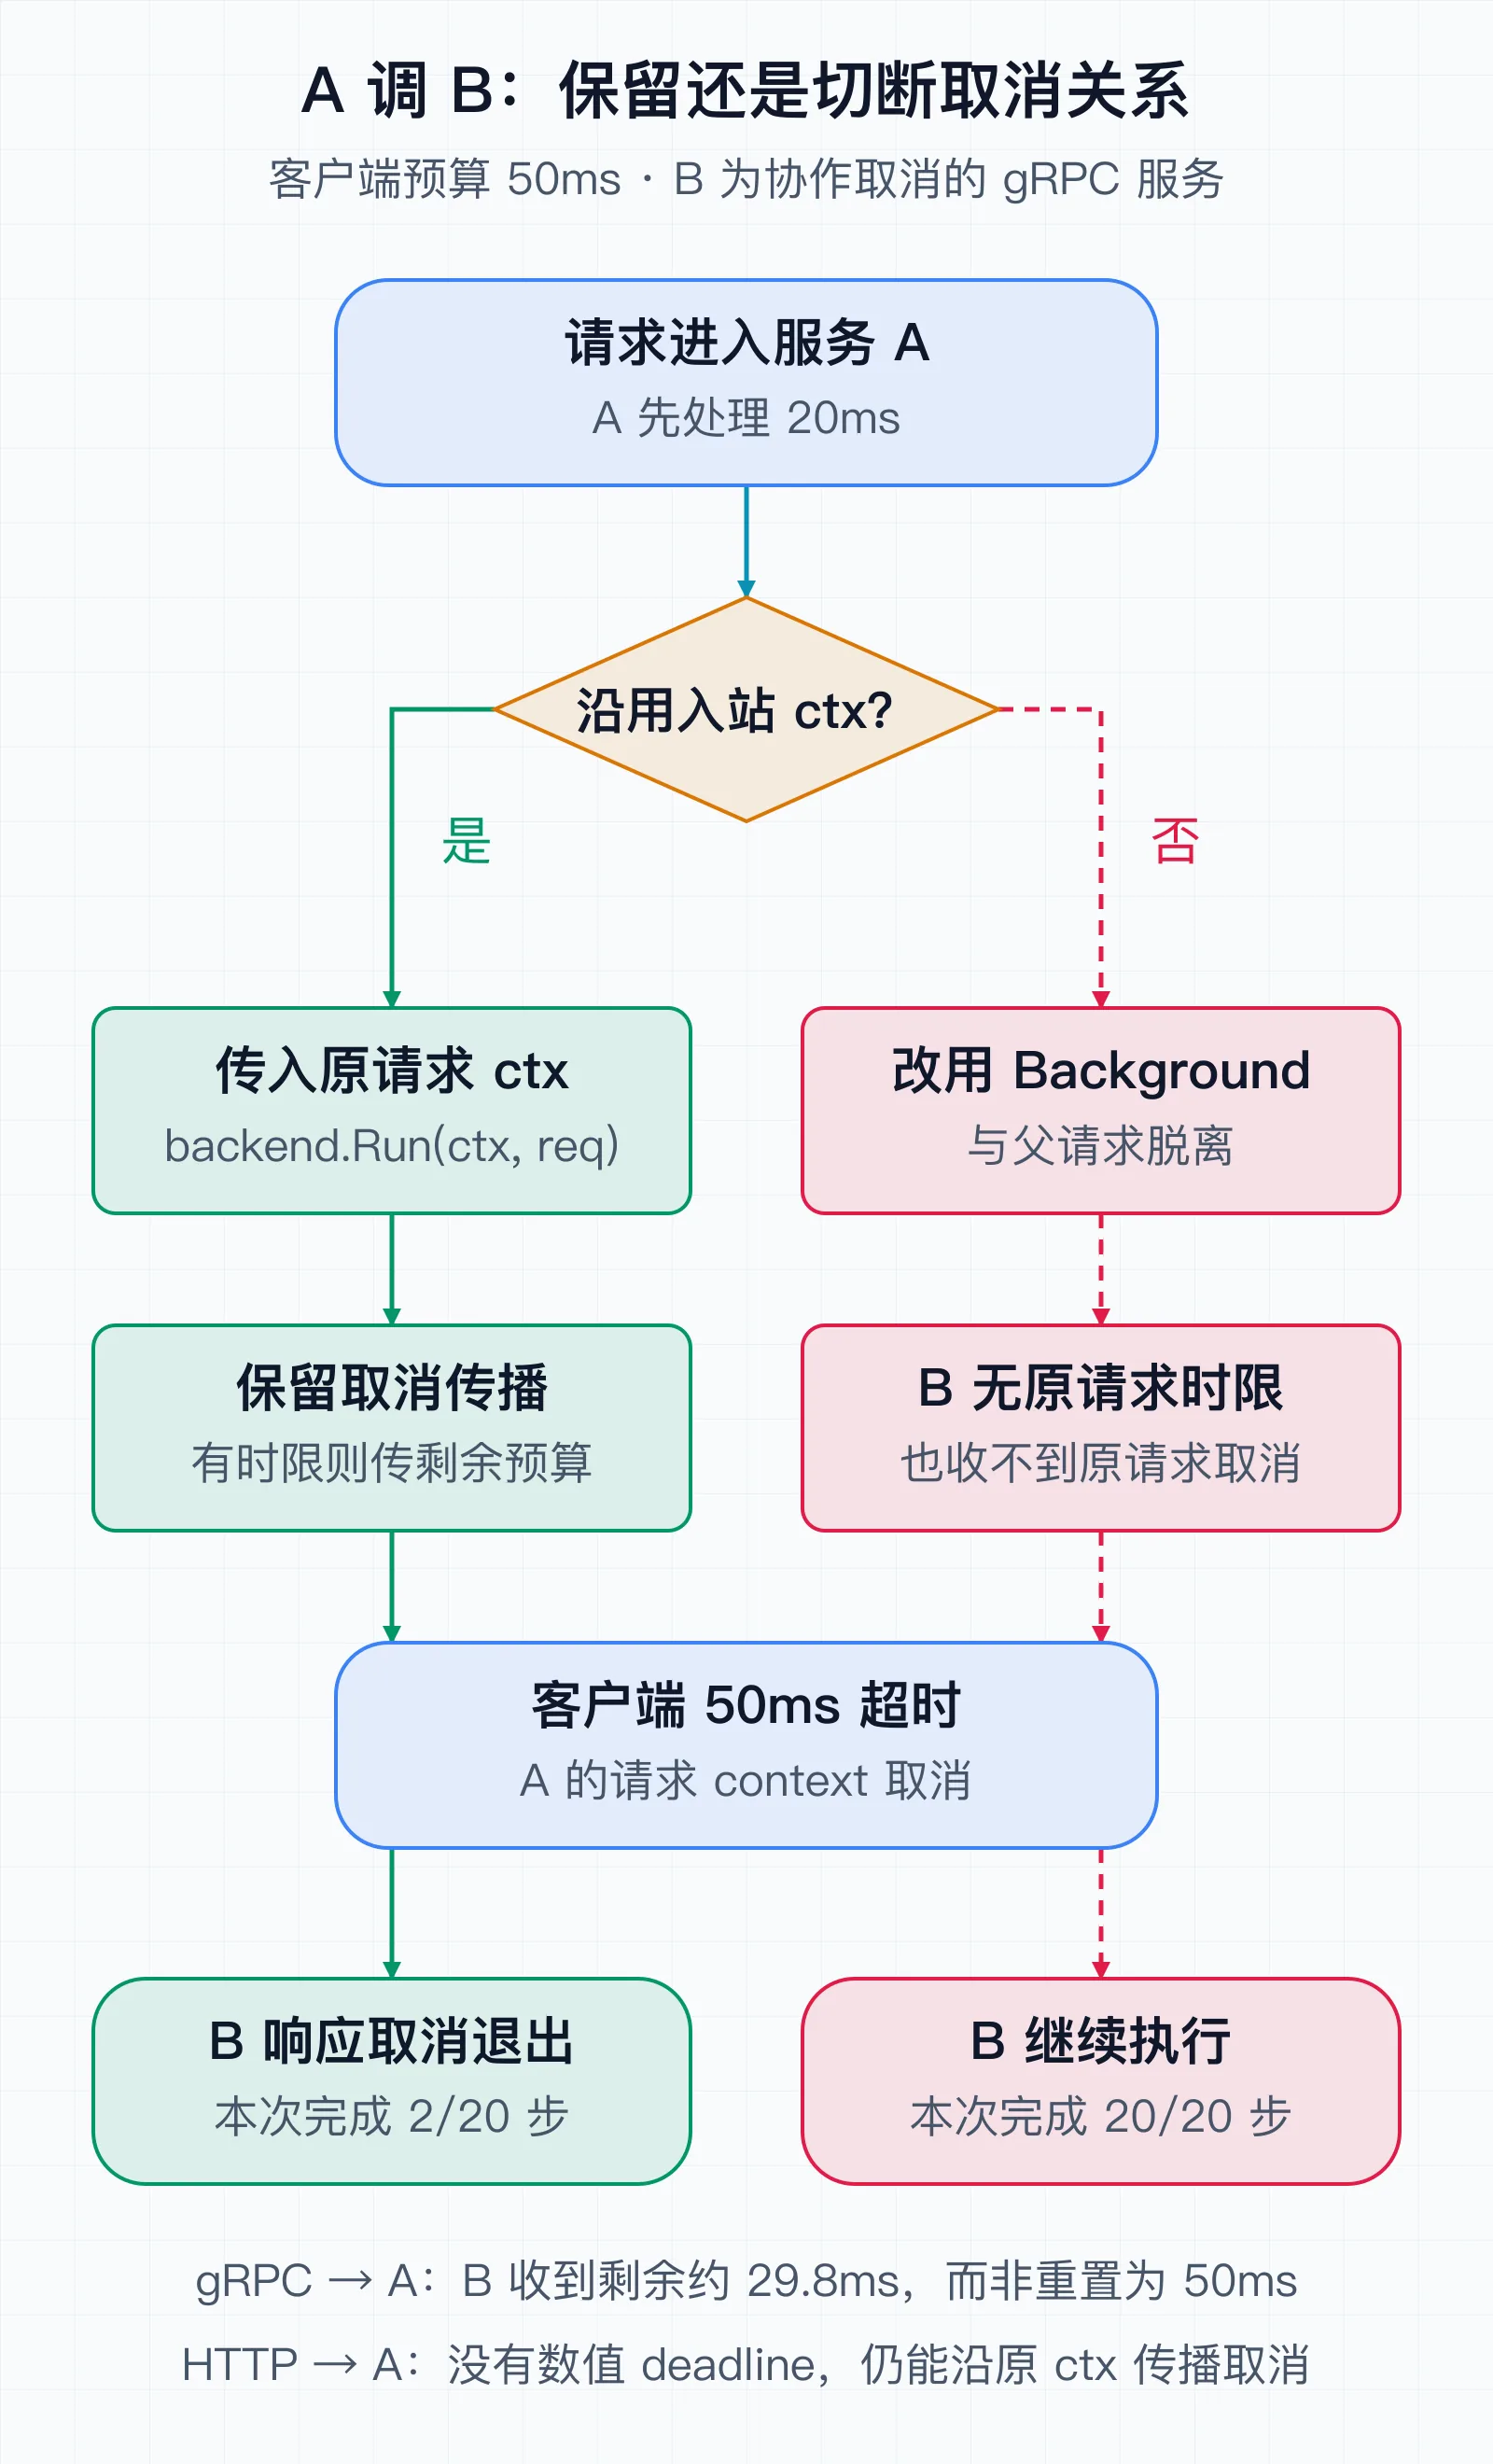 A 调 B：保留还是切断取消关系
客户端预算 50ms · B 为协作取消的 gRPC 服务
请求进入服务 A
A 先处理 20ms
沿用入站 ctx?
是
否
传入原请求 ctx
backend.Run(ctx, req)
改用 Background
与父请求脱离
保留取消传播
有时限则传剩余预算
B 无原请求时限
也收不到原请求取消
客户端 50ms 超时
A 的请求 context 取消
B 响应取消退出
本次完成 2/20 步
B 继续执行
本次完成 20/20 步
gRPC → A：B 收到剩余约 29.8ms，而非重置为 50ms
HTTP → A：没有数值 deadline，仍能沿原 ctx 传播取消